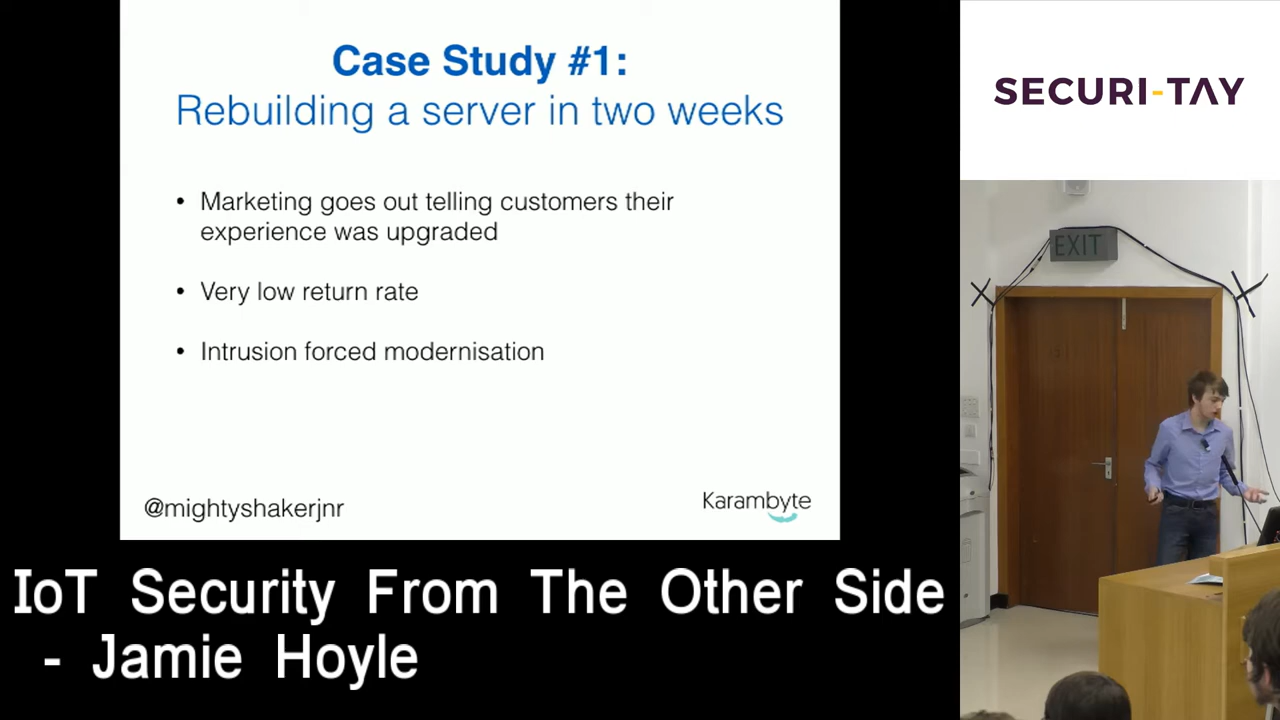 Case Study #1:
Rebuilding a server in two weeks
• Marketing goes out telling customers their
experience was upgraded
• Very low return rate
• Intrusion forced modernisation
@mightyshakerjnr
Karambyte
SECURI-TAY
EXIT
IoT Security From The Other Side
- Jamie Hoyle